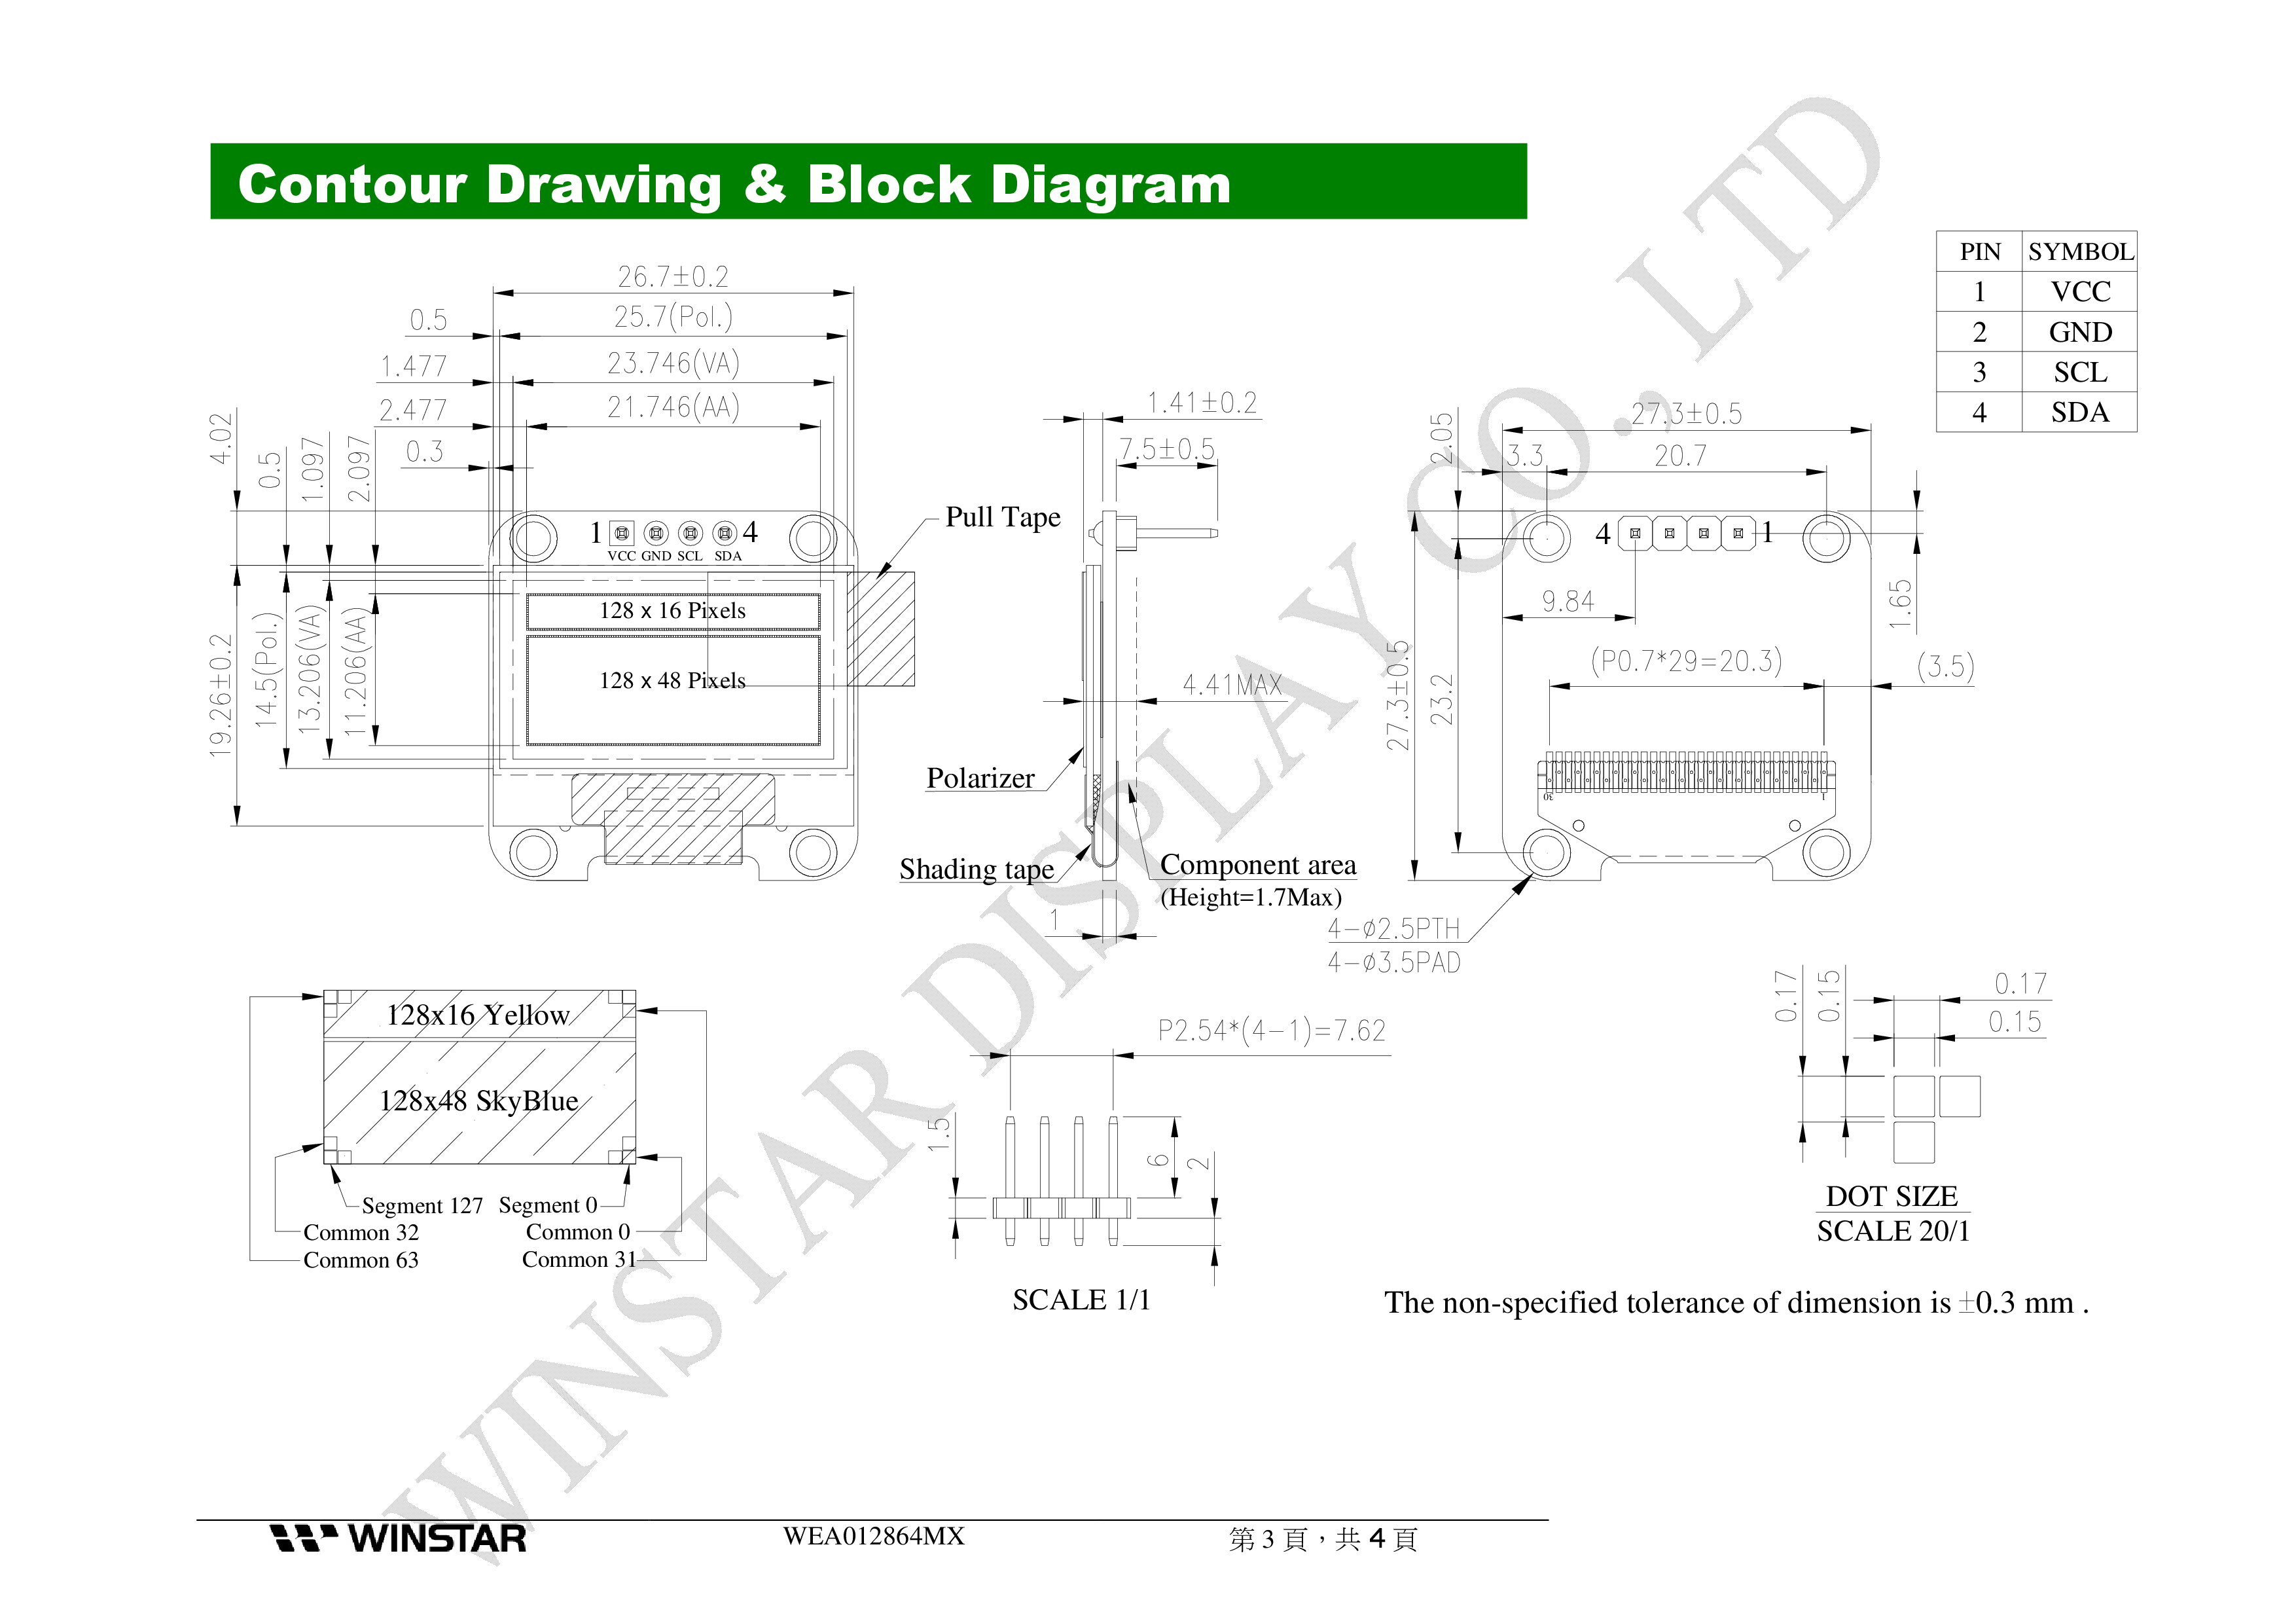 Contour Drawing & Block Diagram
PIN SYMBOL
1 VCC
2 GND
3 SCL
4 SDA
26.7±0.2
25.7(Pol.)
0.5
23.746(VA)
1.477
21.746(AA)
2.477
0.3
4.02
0.5
1.097
2.097
19.26±0.2
14.5(Pol.)
13.206(VA)
11.206(AA)
1 4
VCC GND SCL SDA
128 x 16 Pixels
128 x 48 Pixels
Pull Tape
1.41±0.2
7.5±0.5
4.41MAX
Polarizer
Shading tape
Component area
(Height=1.7Max)
1
27.3±0.5
2.05
3.3
20.7
4 1
9.84
1.65
(P0.7*29=20.3)
(3.5)
27.3±0.5
23.2
30 1
4-ø2.5PTH
4-ø3.5PAD
128x16 Yellow
128x48 SkyBlue
Segment 127 Segment 0
Common 32 Common 0
Common 63 Common 31
P2.54*(4-1)=7.62
1.5
6
2
SCALE 1/1
0.17
0.15
0.17
0.15
DOT SIZE
SCALE 20/1
The non-specified tolerance of dimension is ±0.3 mm .
WINSTAR DISPLAY CO., LTD
WINSTAR
WEA012864MX
第 3 頁，共 4 頁